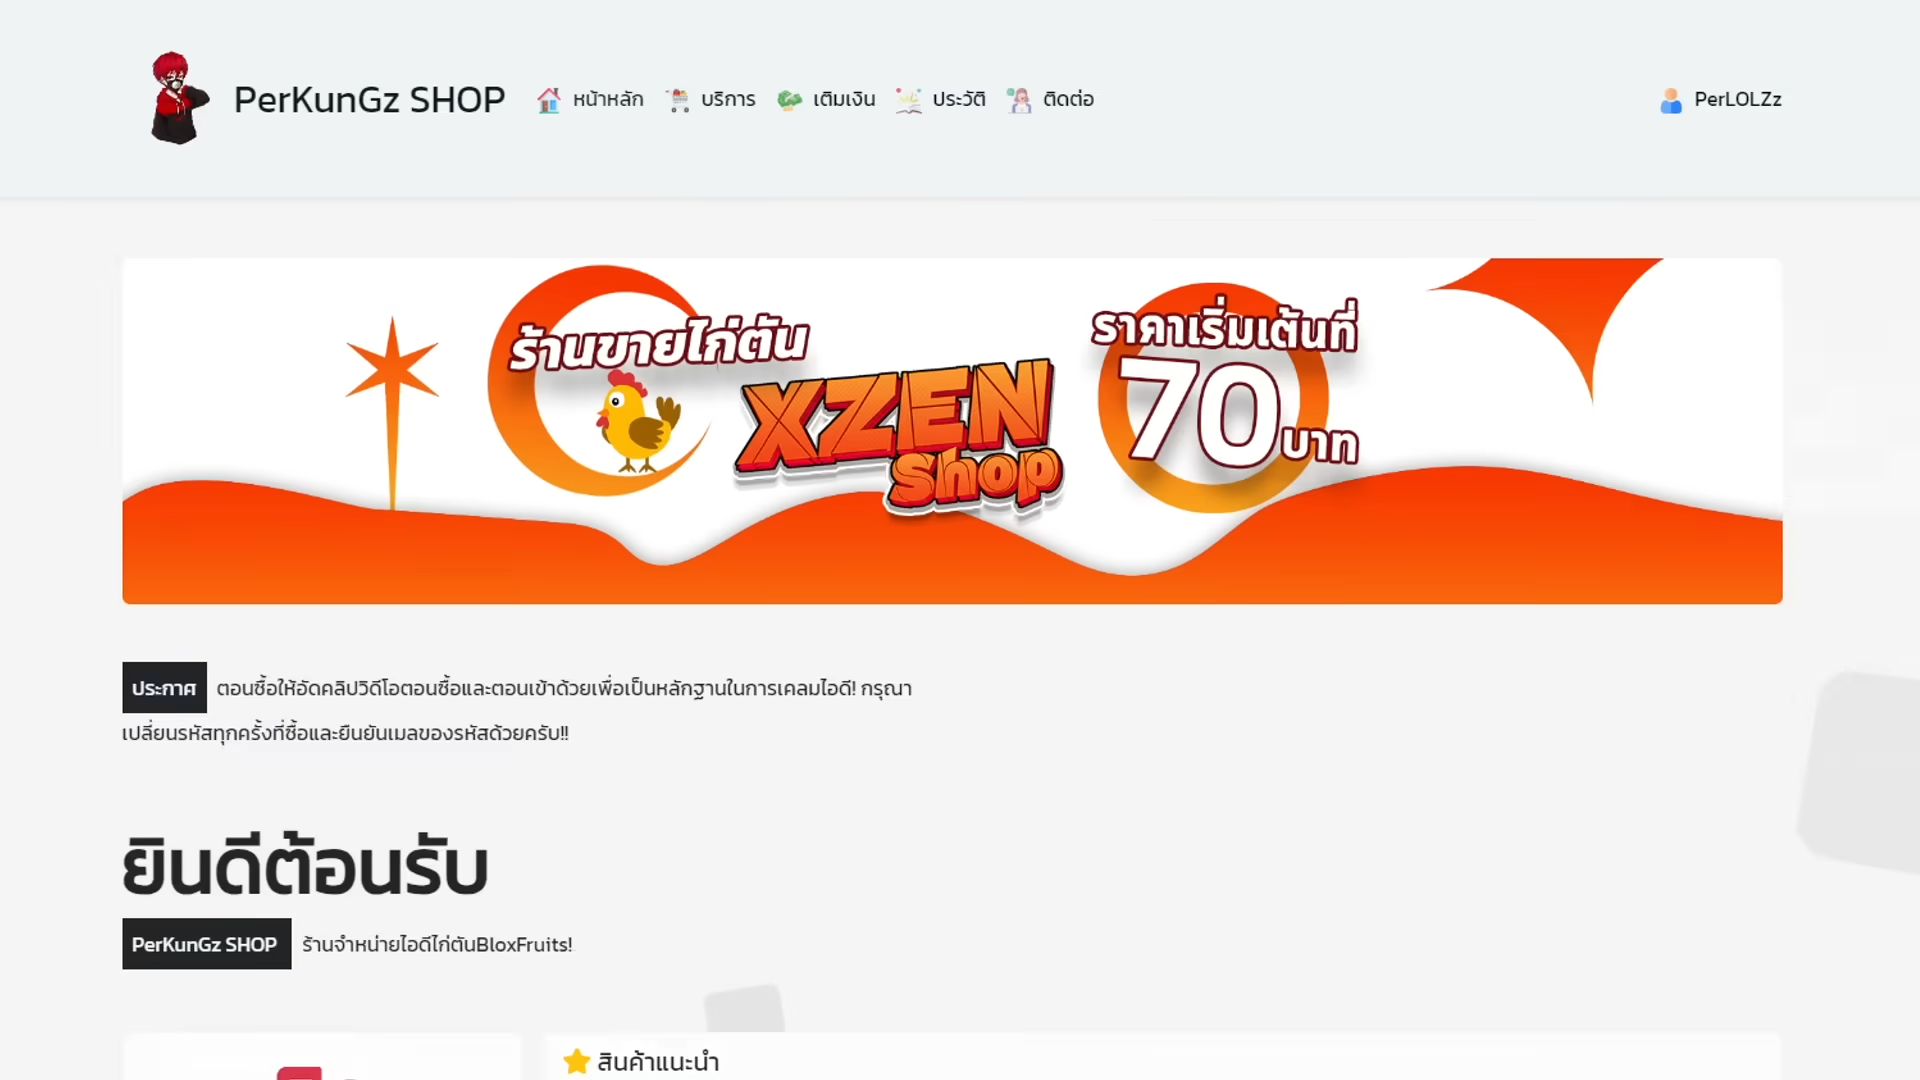 PerKunGz SHOP
หน้าหลัก
บริการ
เติมเงิน
ประวัติ
ติดต่อ
PerLOLZz
ร้านขายไก่ตัน
XZEN
Shop
ราคาเริ่มเต้นที่
70 บาท
ประกาศ ตอนซื้อให้อัดคลิปวิดีโอตอนซื้อและตอนเข้าด้วยเพื่อเป็นหลักฐานในการเคลมไอดี! กรุณา
เปลี่ยนรหัสทุกครั้งที่ซื้อและยืนยันเมลของรหัสด้วยครับ!!
ยินดีต้อนรับ
PerKunGz SHOP ร้านจำหน่ายไอดีไก่ตันBloxFruits!
สินค้าแนะนำ